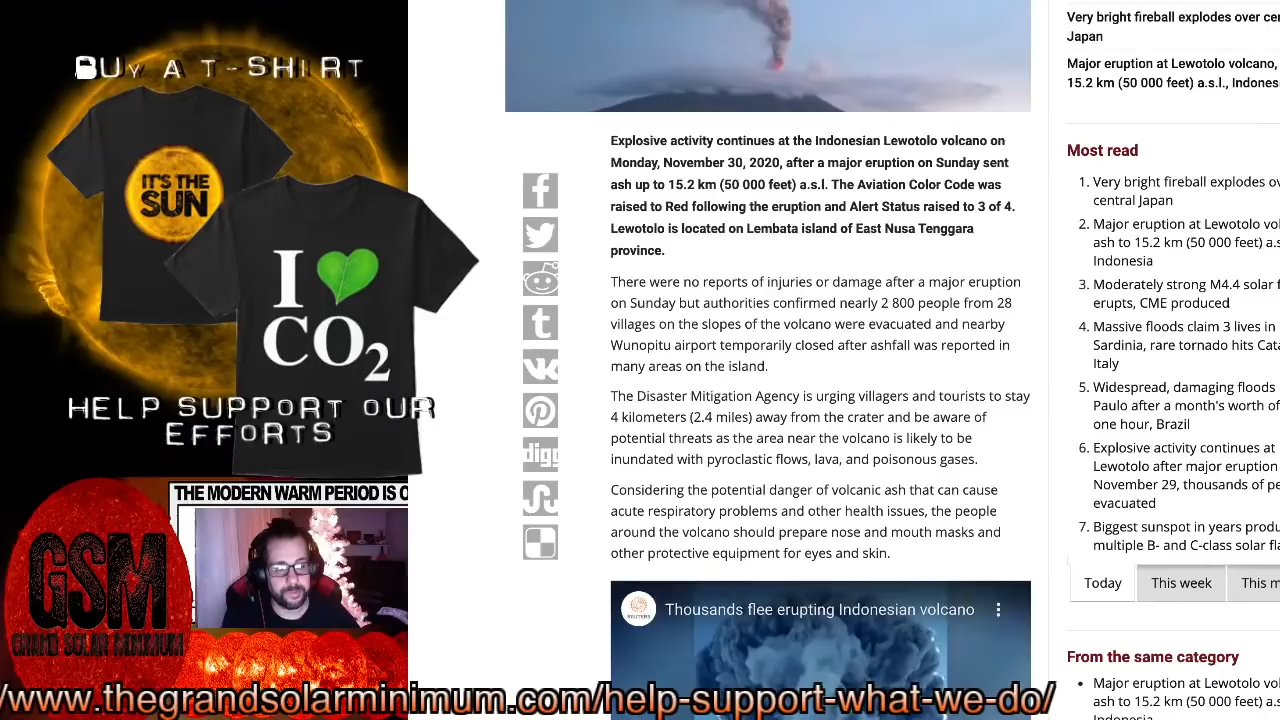 BUY A T-SHIRT
IT'S THE
SUN
I
CO2
HELP SUPPORT OUR
EFFORTS
THE MODERN WARM PERIOD IS
GSM
GRAND SOLAR MINIMUM
Explosive activity continues at the Indonesian Lewotolo volcano on
Monday, November 30, 2020, after a major eruption on Sunday sent
ash up to 15.2 km (50 000 feet) a.s.l. The Aviation Color Code was
raised to Red following the eruption and Alert Status raised to 3 of 4.
Lewotolo is located on Lembata island of East Nusa Tenggara
province.
There were no reports of injuries or damage after a major eruption
on Sunday but authorities confirmed nearly 2 800 people from 28
villages on the slopes of the volcano were evacuated and nearby
Wunopitu airport temporarily closed after ashfall was reported in
many areas on the island.
The Disaster Mitigation Agency is urging villagers and tourists to stay
4 kilometers (2.4 miles) away from the crater and be aware of
potential threats as the area near the volcano is likely to be
inundated with pyroclastic flows, lava, and poisonous gases.
Considering the potential danger of volcanic ash that can cause
acute respiratory problems and other health issues, the people
around the volcano should prepare nose and mouth masks and
other protective equipment for eyes and skin.
digg
REUTERS
Thousands flee erupting Indonesian volcano
Very bright fireball explodes over
Japan
Major eruption at Lewotolo volcano,
15.2 km (50 000 feet) a.s.l.,
Most read
1. Very bright fireball explodes
central Japan
2. Major eruption at Lewotolo
ash to 15.2 km (50 000 feet)
Indonesia
3. Moderately strong M4.4 solar
erupts, CME produced
4. Massive floods claim 3 lives in
Sardinia, rare tornado hits
Italy
5. Widespread, damaging floods
Paulo after a month's worth of
one hour, Brazil
6. Explosive activity continues at
Lewotolo after major eruption
November 29, thousands of
evacuated
7. Biggest sunspot in years
multiple B- and C-class solar
Today This week This
From the same category
• Major eruption at Lewotolo
ash to 15.2 km (50 000 feet)
/www.thegrandsolarminimum.com/help-support-what-we-do/